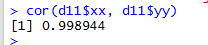 > cor(d11$xx, d11$yy)
[1] 0.998944
>